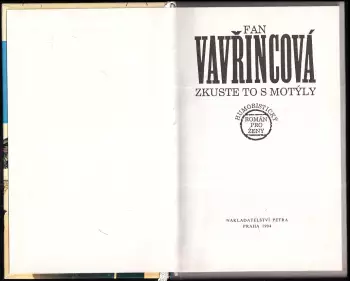 FAN
VAVŘINCOVÁ
ZKUSTE TO S MOTÝLY
HUMORISTICKÝ
ROMÁN
PRO
ŽENY
NAKLADATELSTVÍ PETRA
PRAHA 1994